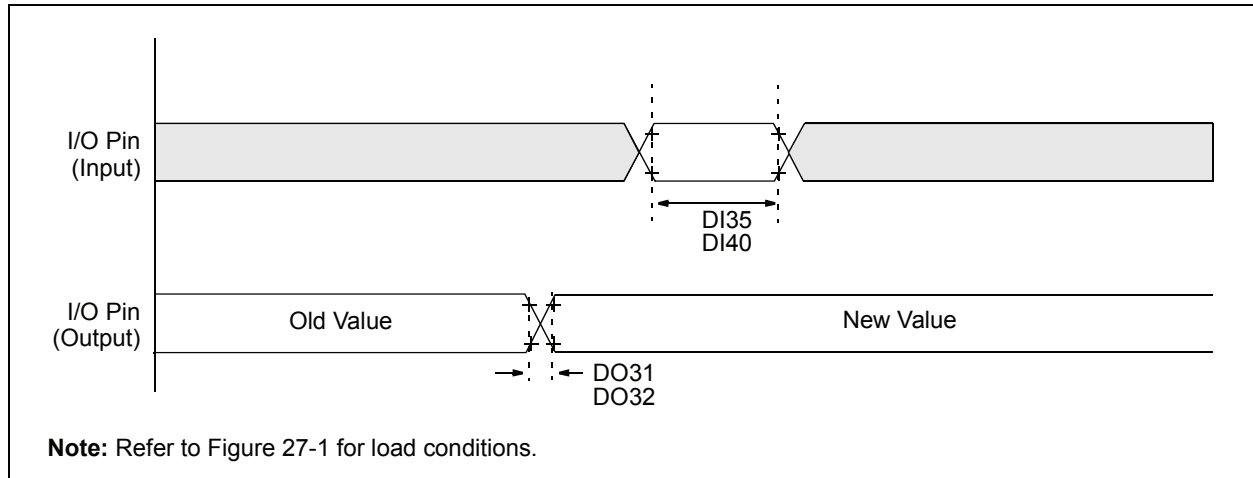 I/O Pin
(Input)
DI35
DI40
I/O Pin
(Output)
Old Value
New Value
DO31
DO32
Note: Refer to Figure 27-1 for load conditions.